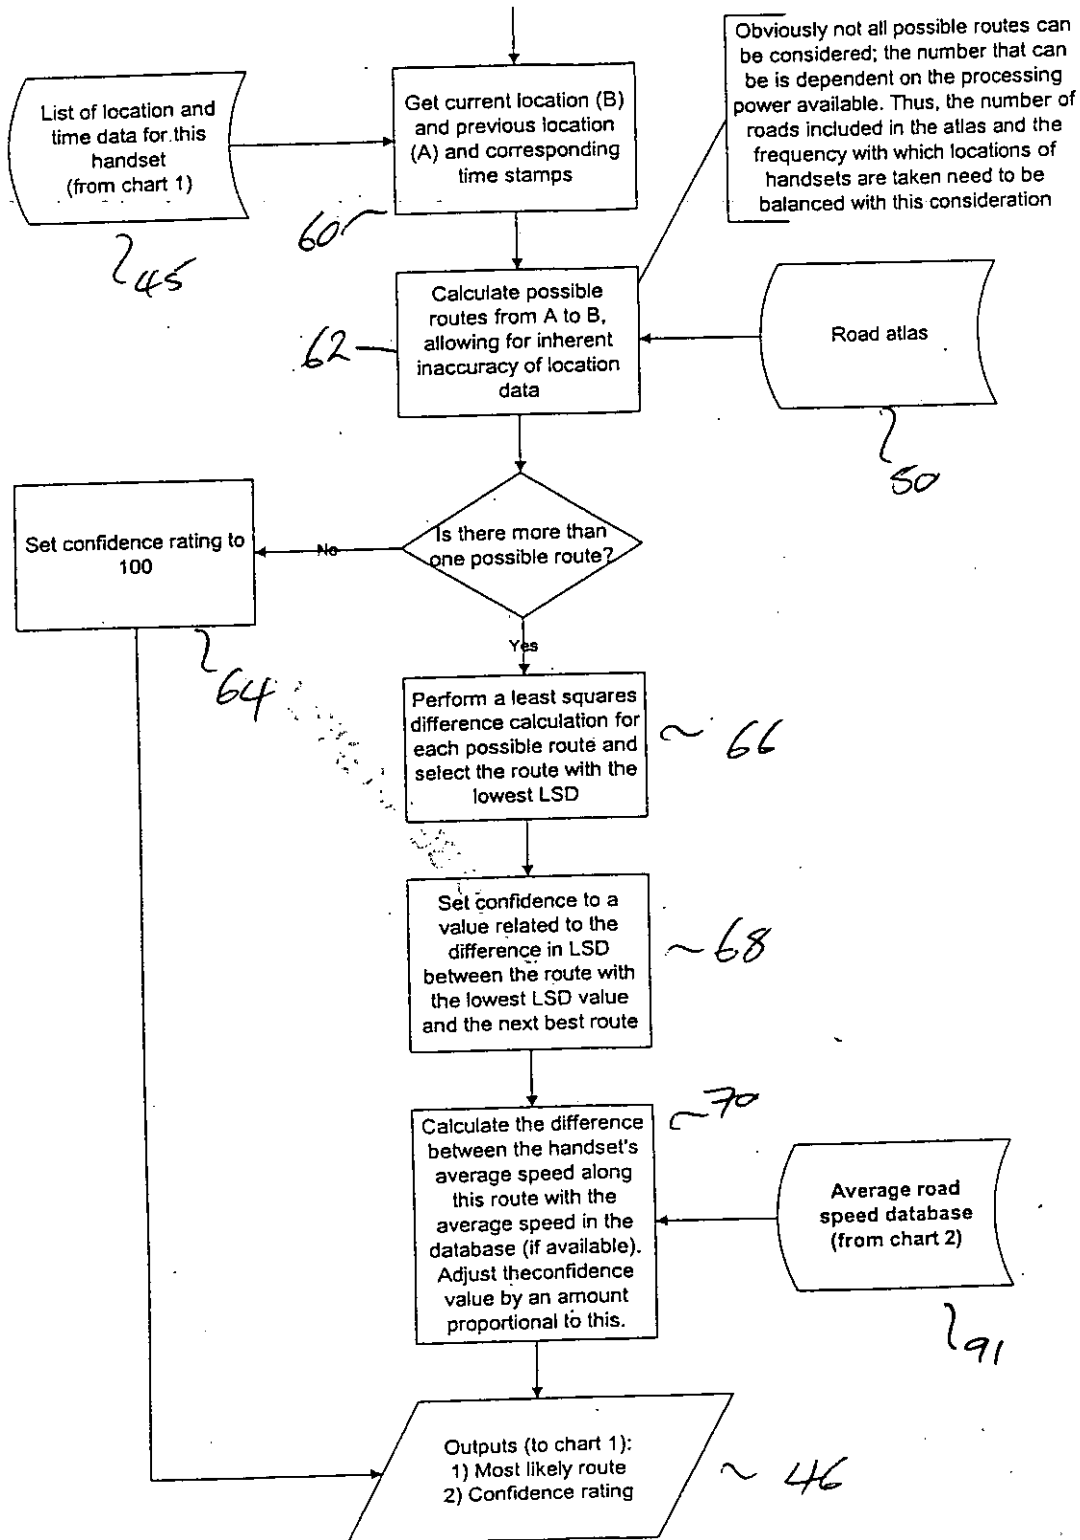 Obviously not all possible routes can
be considered; the number that can
be is dependent on the processing
power available. Thus, the number of
roads included in the atlas and the
frequency with which locations of
handsets are taken need to be
balanced with this consideration
List of location and
time data for this
handset
(from chart 1)
45
Get current location (B)
and previous location
(A) and corresponding
time stamps
60
Calculate possible
routes from A to B,
allowing for inherent
inaccuracy of location
data
62
Road atlas
50
Is there more than
one possible route?
No
Set confidence rating to
100
64
Yes
Perform a least squares
difference calculation for
each possible route and
select the route with the
lowest LSD
66
Set confidence to a
value related to the
difference in LSD
between the route with
the lowest LSD value
and the next best route
68
Calculate the difference
between the handset's
average speed along
this route with the
average speed in the
database (if available).
Adjust theconfidence
value by an amount
proportional to this.
70
Average road
speed database
(from chart 2)
91
Outputs (to chart 1):
1) Most likely route
2) Confidence rating
46